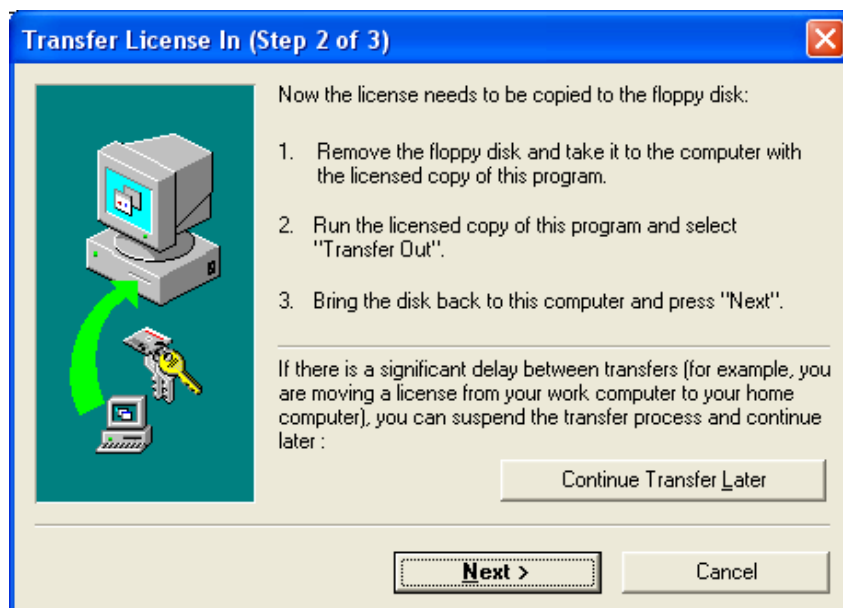 Transfer License In (Step 2 of 3)
Now the license needs to be copied to the floppy disk:
1. Remove the floppy disk and take it to the computer with
the licensed copy of this program.
2. Run the licensed copy of this program and select
"Transfer Out".
3. Bring the disk back to this computer and press "Next".
If there is a significant delay between transfers (for example, you
are moving a license from your work computer to your home
computer), you can suspend the transfer process and continue
later :
Continue Transfer Later
Next >
Cancel